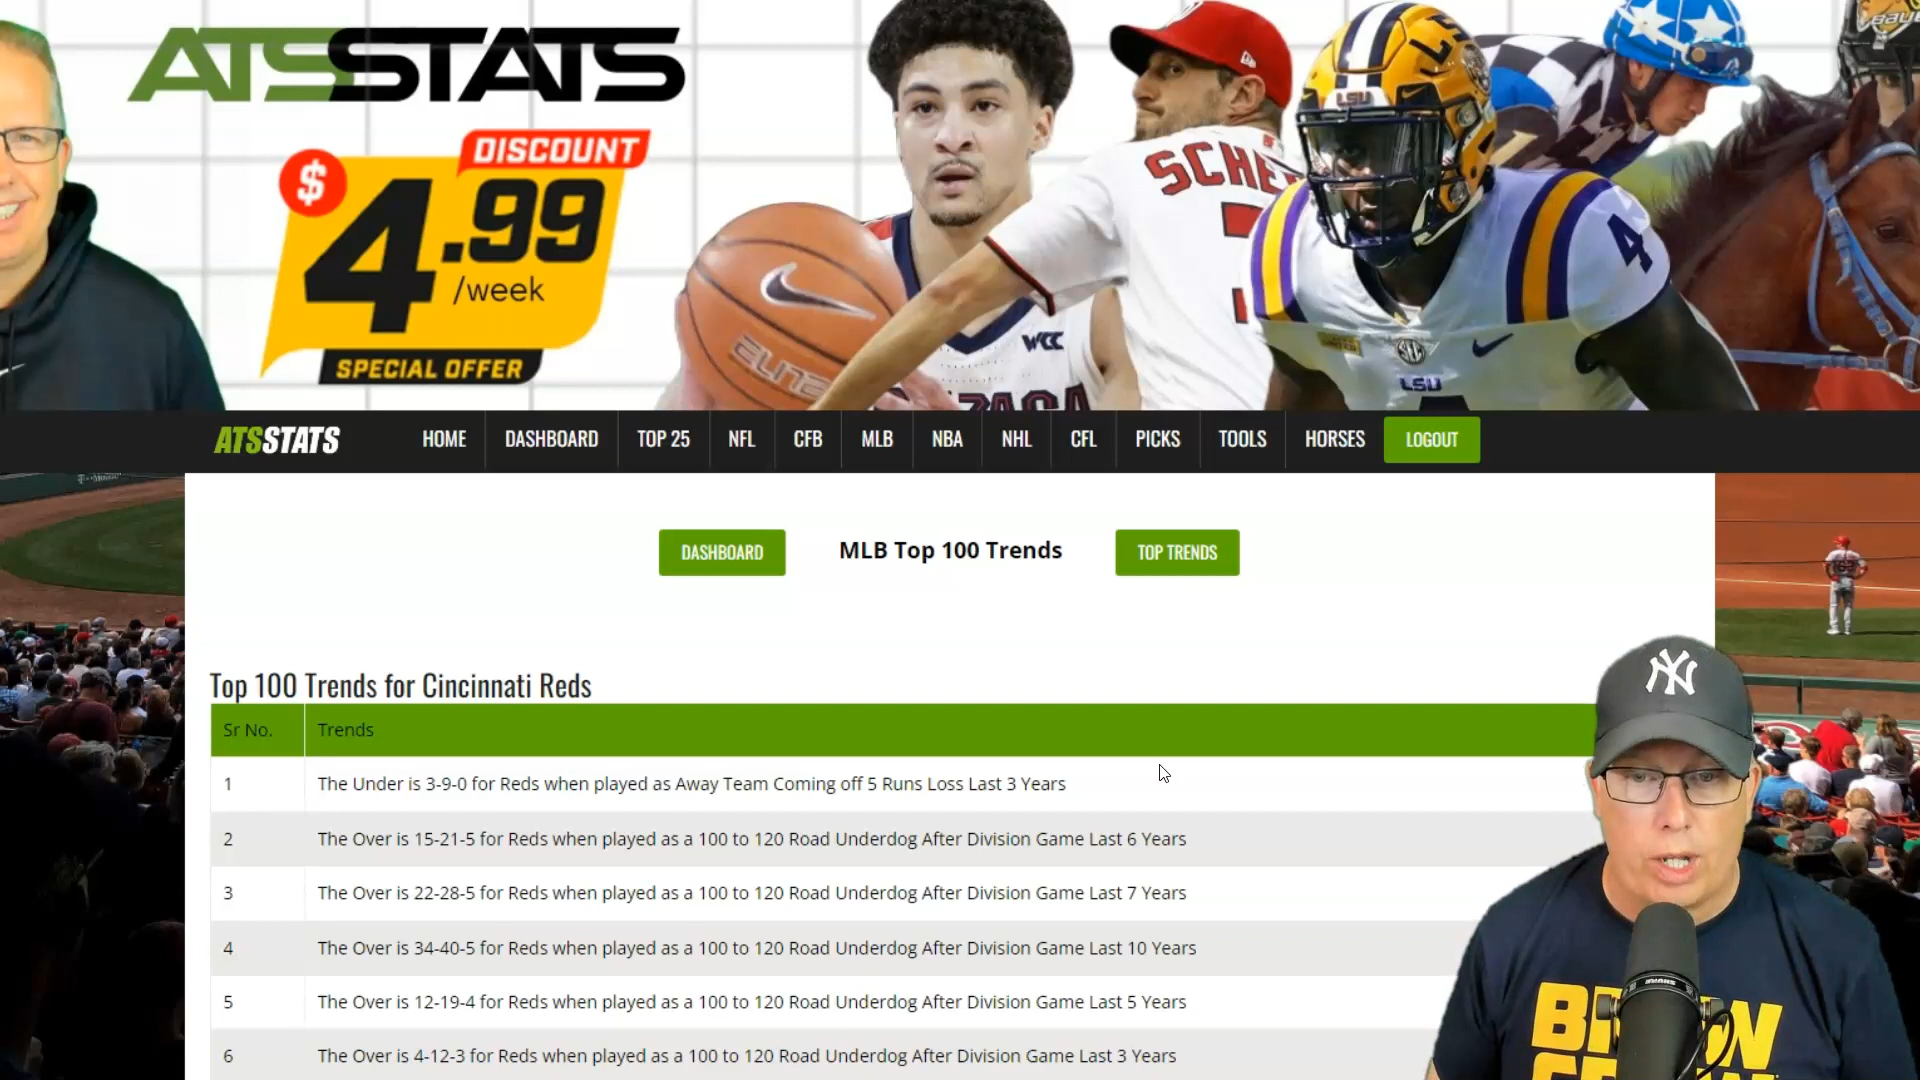 ATSSTATS
DISCOUNT
$ 4.99
/week
SPECIAL OFFER
ELITE
WCC
SCHE
LSU
SEC
LSU
4
ATSSTATS
HOME
DASHBOARD
TOP 25
NFL
CFB
MLB
NBA
NHL
CFL
PICKS
TOOLS
HORSES
LOGOUT
DASHBOARD
MLB Top 100 Trends
TOP TRENDS
Top 100 Trends for Cincinnati Reds
Sr No. Trends
1 The Under is 3-9-0 for Reds when played as Away Team Coming off 5 Runs Loss Last 3 Years
2 The Over is 15-21-5 for Reds when played as a 100 to 120 Road Underdog After Division Game Last 6 Years
3 The Over is 22-28-5 for Reds when played as a 100 to 120 Road Underdog After Division Game Last 7 Years
4 The Over is 34-40-5 for Reds when played as a 100 to 120 Road Underdog After Division Game Last 10 Years
5 The Over is 12-19-4 for Reds when played as a 100 to 120 Road Underdog After Division Game Last 5 Years
6 The Over is 4-12-3 for Reds when played as a 100 to 120 Road Underdog After Division Game Last 3 Years
NY
SHURE